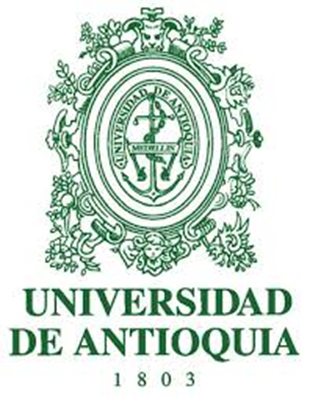 UNIVERSIDAD DE ANTIOQUIA
MEDELLIN
UNIVERSIDAD
DE ANTIOQUIA
1803